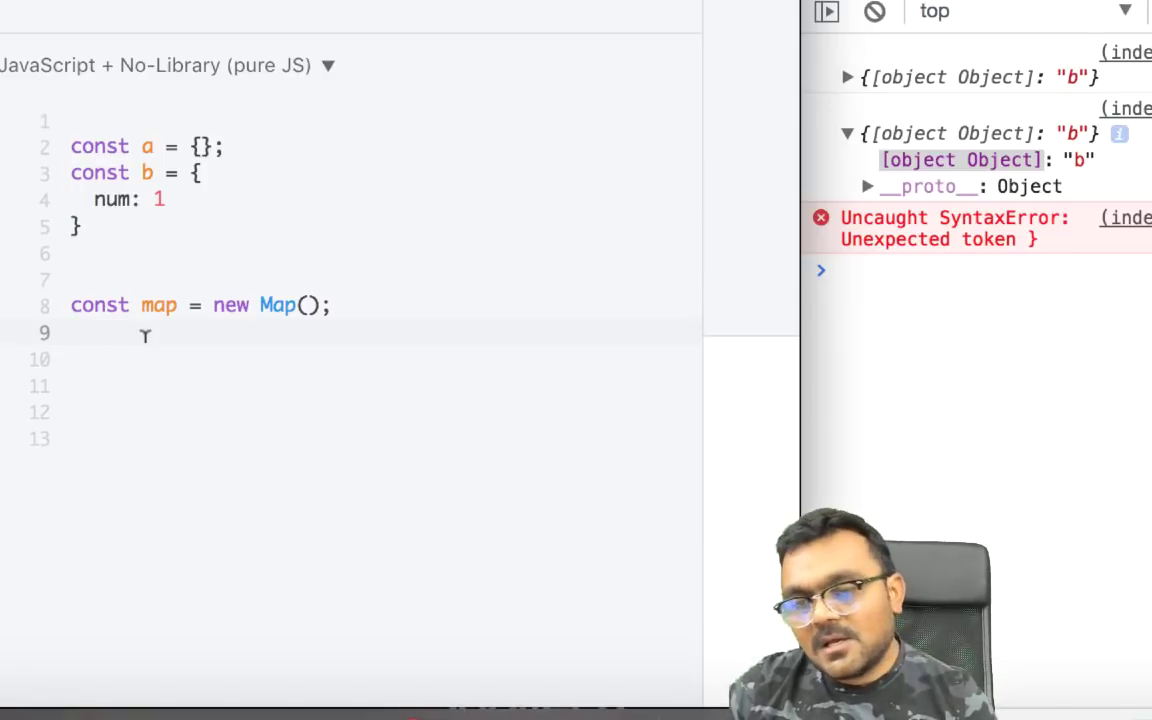 JavaScript + No-Library (pure JS) ▼
1
2 const a = {};
3 const b = {
4 num: 1
5 }
6
7
8 const map = new Map();
9
10
11
12
13
top ▼
(inde
▶ {[object Object]: "b"}
(inde
▼ {[object Object]: "b"} i
[object Object]: "b"
▶ __proto__: Object
Uncaught SyntaxError: (inde
Unexpected token }
>